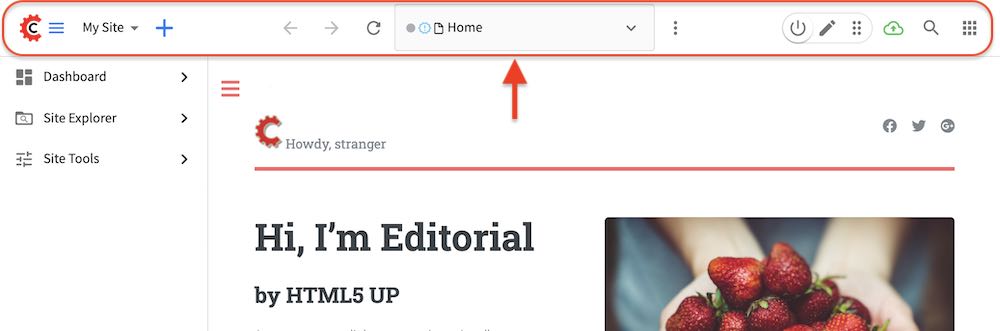 My Site
Home
Dashboard
Site Explorer
Site Tools
Howdy, stranger
Hi, I'm Editorial
by HTML5 UP